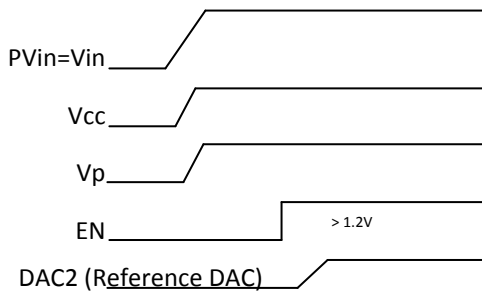 PVin=Vin
Vcc
Vp
EN
> 1.2V
DAC2 (Reference DAC)